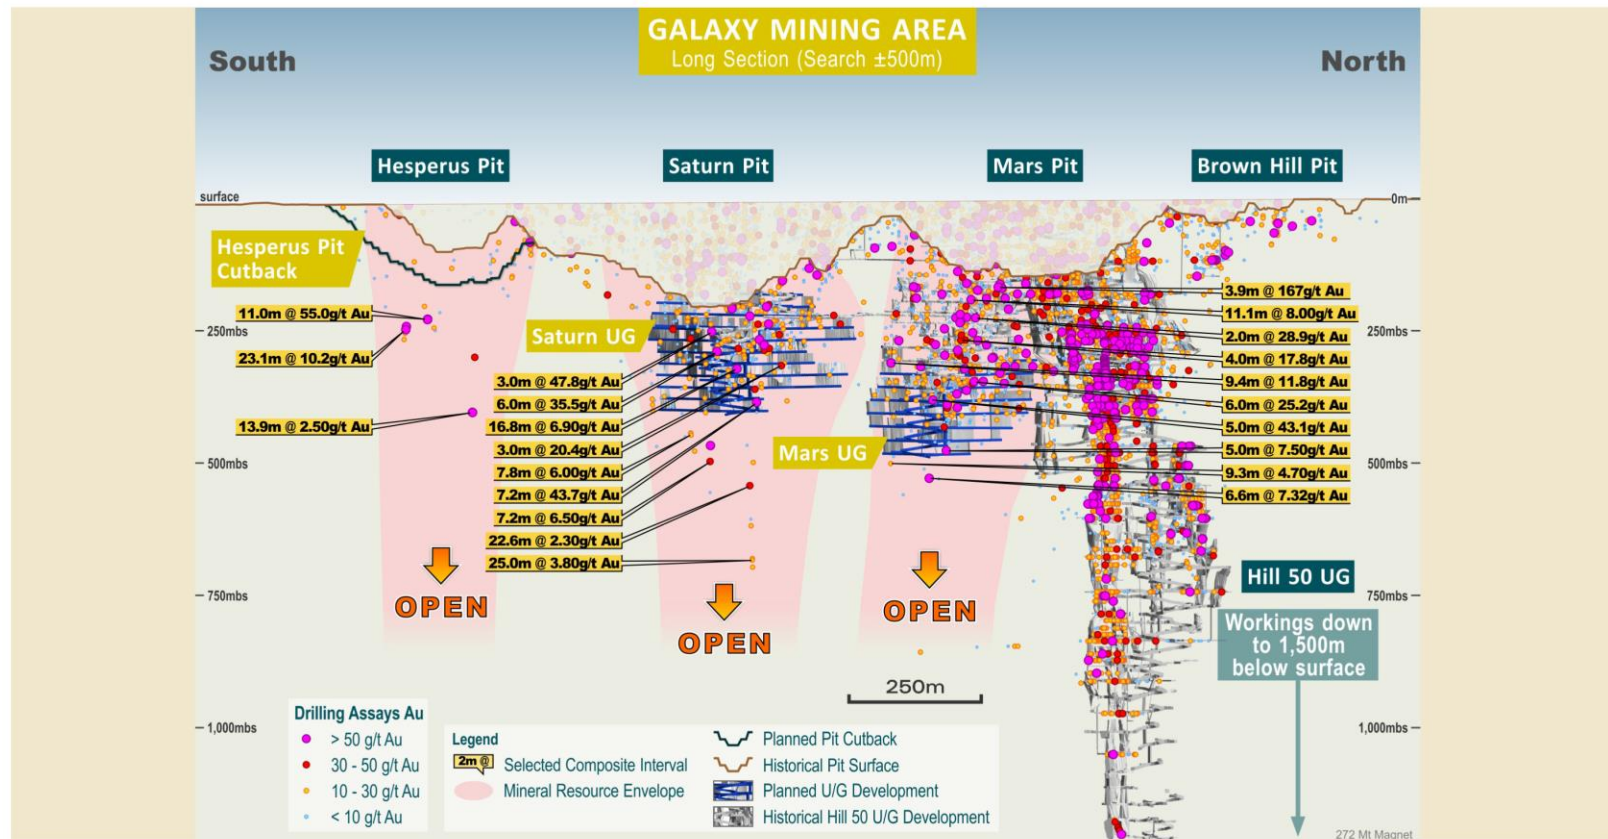 GALAXY MINING AREA
Long Section (Search ±500m)
South
North
Hesperus Pit
Saturn Pit
Mars Pit
Brown Hill Pit
surface
0m
Hesperus Pit
Cutback
11.0m @ 55.0g/t Au
250mbs
23.1m @ 10.2g/t Au
13.9m @ 2.50g/t Au
500mbs
750mbs
1,000mbs
Saturn UG
3.0m @ 47.8g/t Au
6.0m @ 35.5g/t Au
16.8m @ 6.90g/t Au
3.0m @ 20.4g/t Au
7.8m @ 6.00g/t Au
7.2m @ 43.7g/t Au
7.2m @ 6.50g/t Au
22.6m @ 2.30g/t Au
25.0m @ 3.80g/t Au
Mars UG
3.9m @ 167g/t Au
11.1m @ 8.00g/t Au
2.0m @ 28.9g/t Au
4.0m @ 17.8g/t Au
9.4m @ 11.8g/t Au
6.0m @ 25.2g/t Au
5.0m @ 43.1g/t Au
5.0m @ 7.50g/t Au
9.3m @ 4.70g/t Au
6.6m @ 7.32g/t Au
250mbs
500mbs
750mbs
1,000mbs
OPEN
OPEN
OPEN
Hill 50 UG
Workings down
to 1,500m
below surface
250m
Drilling Assays Au
> 50 g/t Au
30 - 50 g/t Au
10 - 30 g/t Au
< 10 g/t Au
Legend
2m @
Selected Composite Interval
Mineral Resource Envelope
Planned Pit Cutback
Historical Pit Surface
Planned U/G Development
Historical Hill 50 U/G Development
272 Mt Magnet